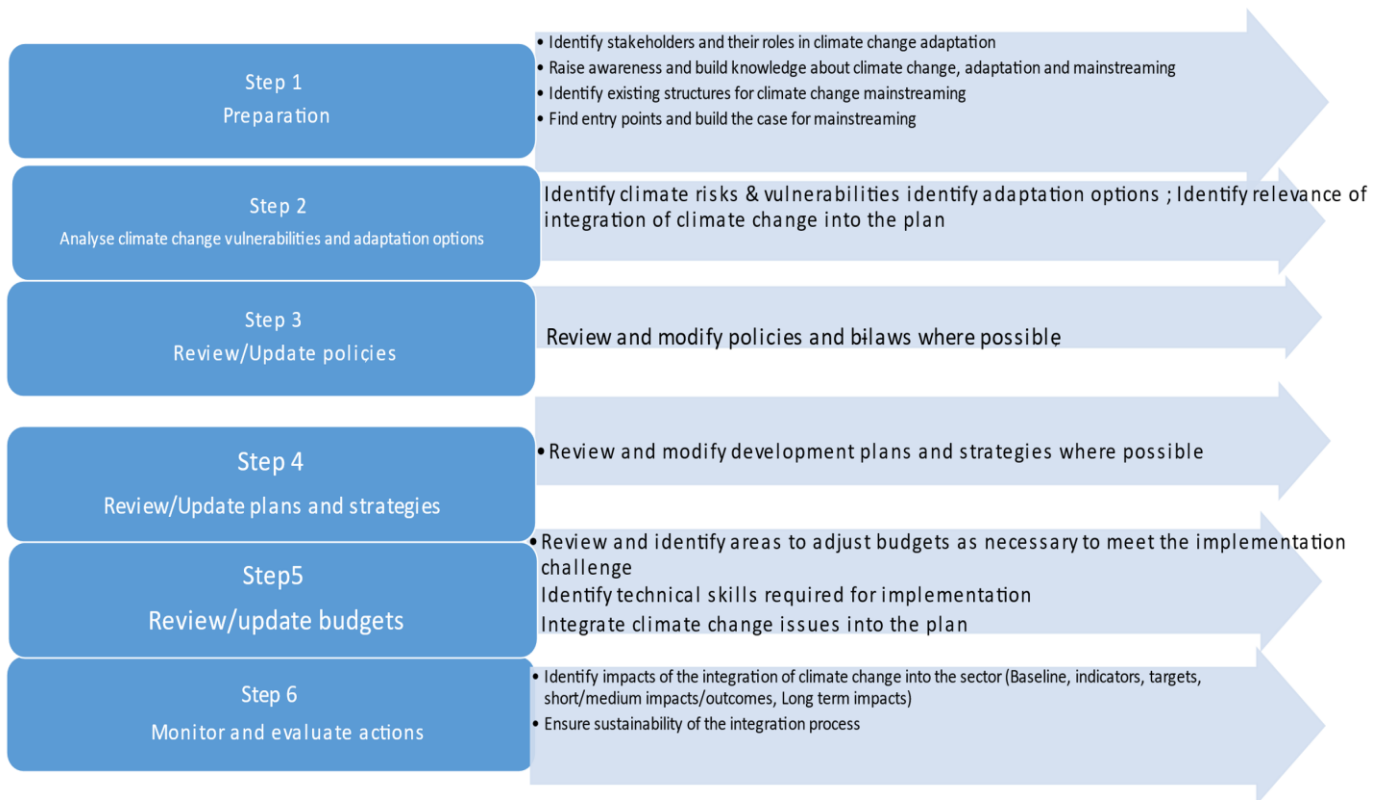 Step 1
Preparation
• Identify stakeholders and their roles in climate change adaptation
• Raise awareness and build knowledge about climate change, adaptation and mainstreaming
• Identify existing structures for climate change mainstreaming
• Find entry points and build the case for mainstreaming
Step 2
Analyse climate change vulnerabilities and adaptation options
Identify climate risks & vulnerabilities identify adaptation options ; Identify relevance of
integration of climate change into the plan
Step 3
Review/Update policies
Review and modify policies and bi-laws where possible
Step 4
Review/Update plans and strategies
• Review and modify development plans and strategies where possible
Step5
Review/update budgets
• Review and identify areas to adjust budgets as necessary to meet the implementation
challenge
Identify technical skills required for implementation
Integrate climate change issues into the plan
Step 6
Monitor and evaluate actions
• Identify impacts of the integration of climate change into the sector (Baseline, indicators, targets,
short/medium impacts/outcomes, Long term impacts)
• Ensure sustainability of the integration process